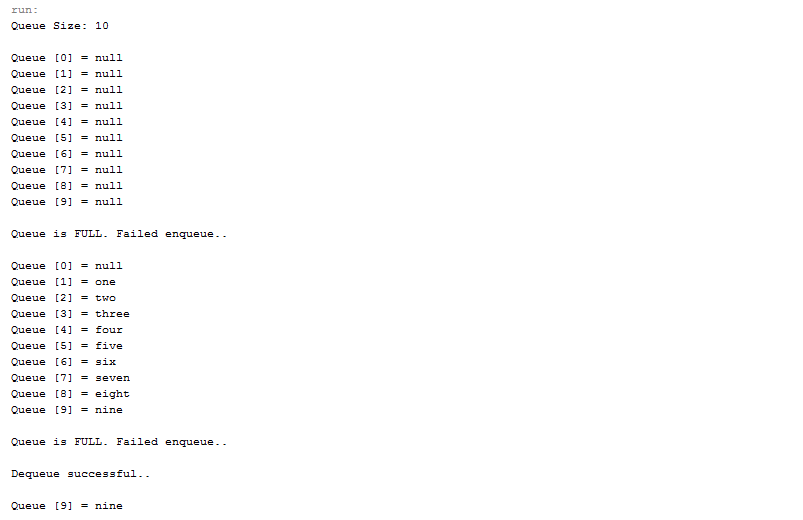 run:
Queue Size: 10
Queue [0] = null
Queue [1] = null
Queue [2] = null
Queue [3] = null
Queue [4] = null
Queue [5] = null
Queue [6] = null
Queue [7] = null
Queue [8] = null
Queue [9] = null
Queue is FULL. Failed enqueue..
Queue [0] = null
Queue [1] = one
Queue [2] = two
Queue [3] = three
Queue [4] = four
Queue [5] = five
Queue [6] = six
Queue [7] = seven
Queue [8] = eight
Queue [9] = nine
Queue is FULL. Failed enqueue..
Dequeue successful..
Queue [9] = nine